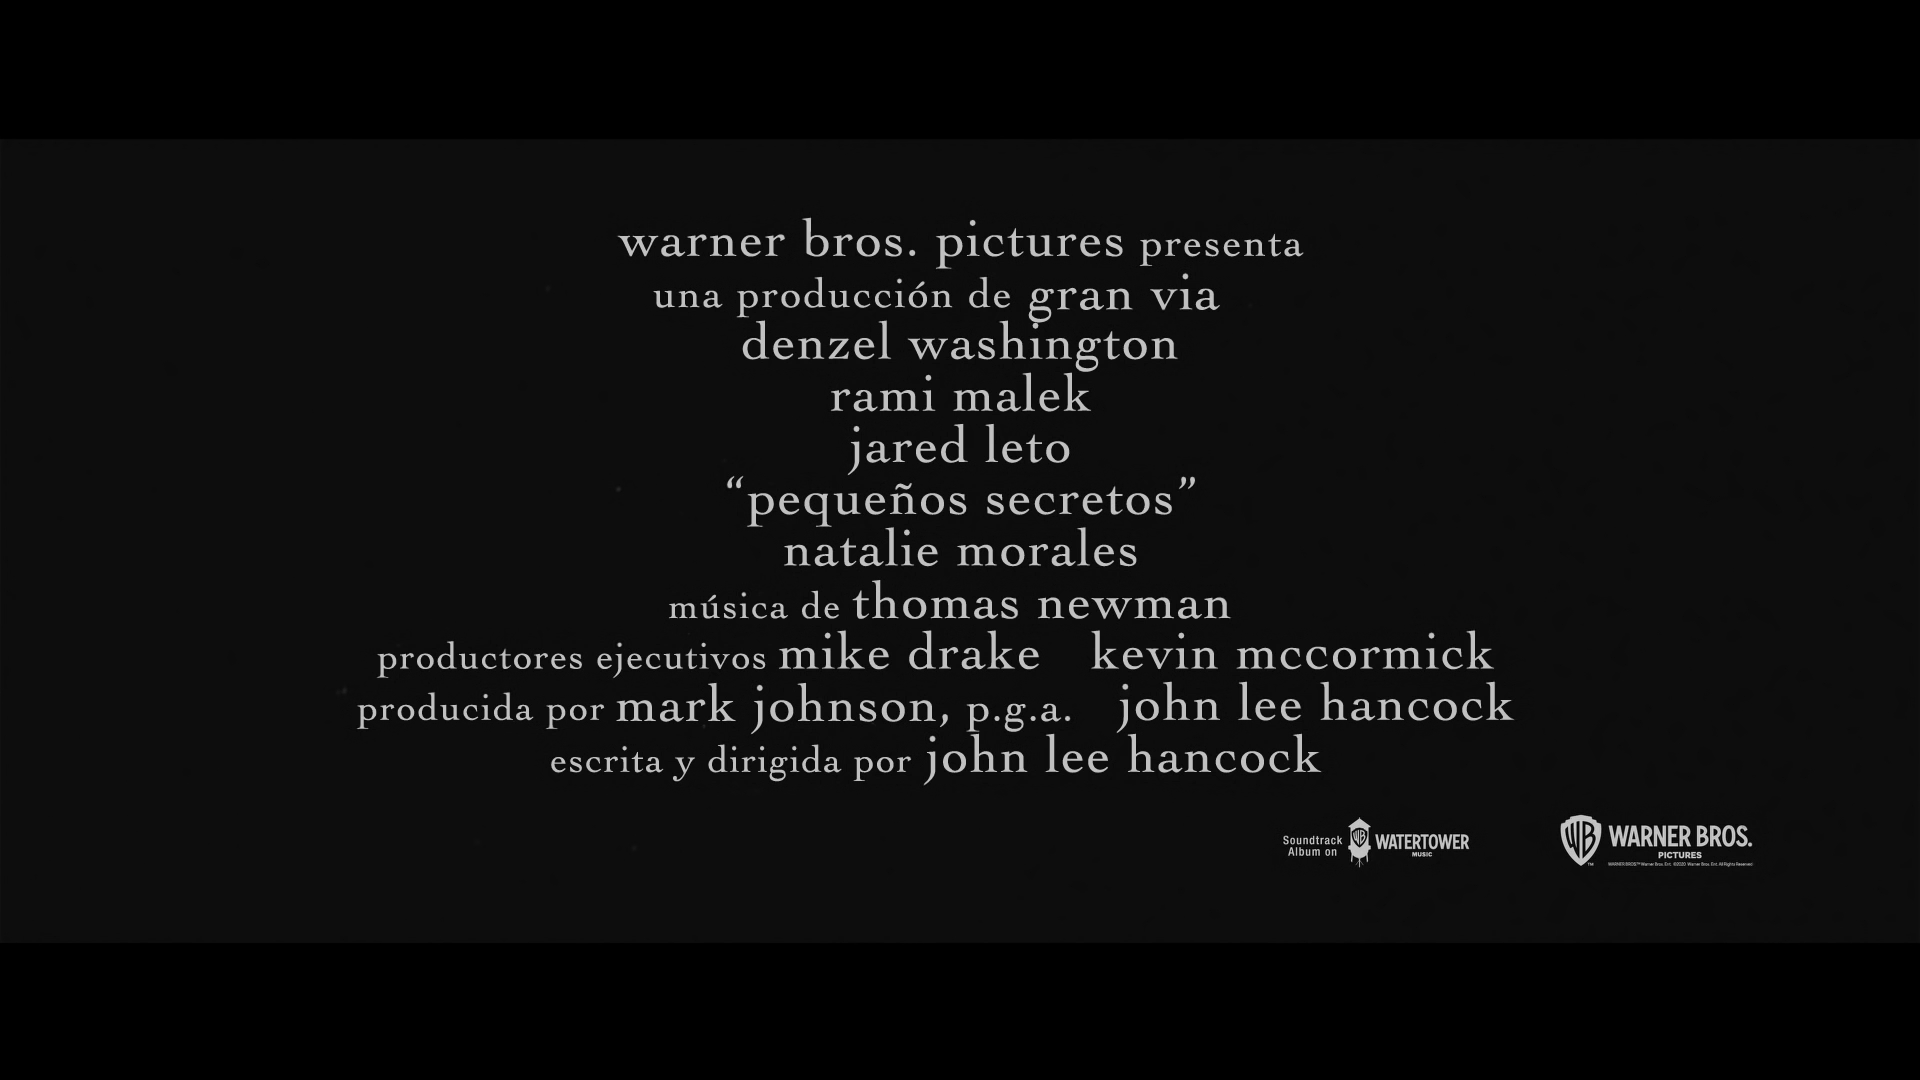 warner bros. pictures presenta
una producción de gran via
denzel washington
rami malek
jared leto
“pequeños secretos”
natalie morales
música de thomas newman
productores ejecutivos mike drake kevin mccormick
producida por mark johnson, p.g.a. john lee hancock
escrita y dirigida por john lee hancock
Soundtrack
Album on
WB
WATERTOWER
MUSIC
WB
WARNER BROS.
PICTURES